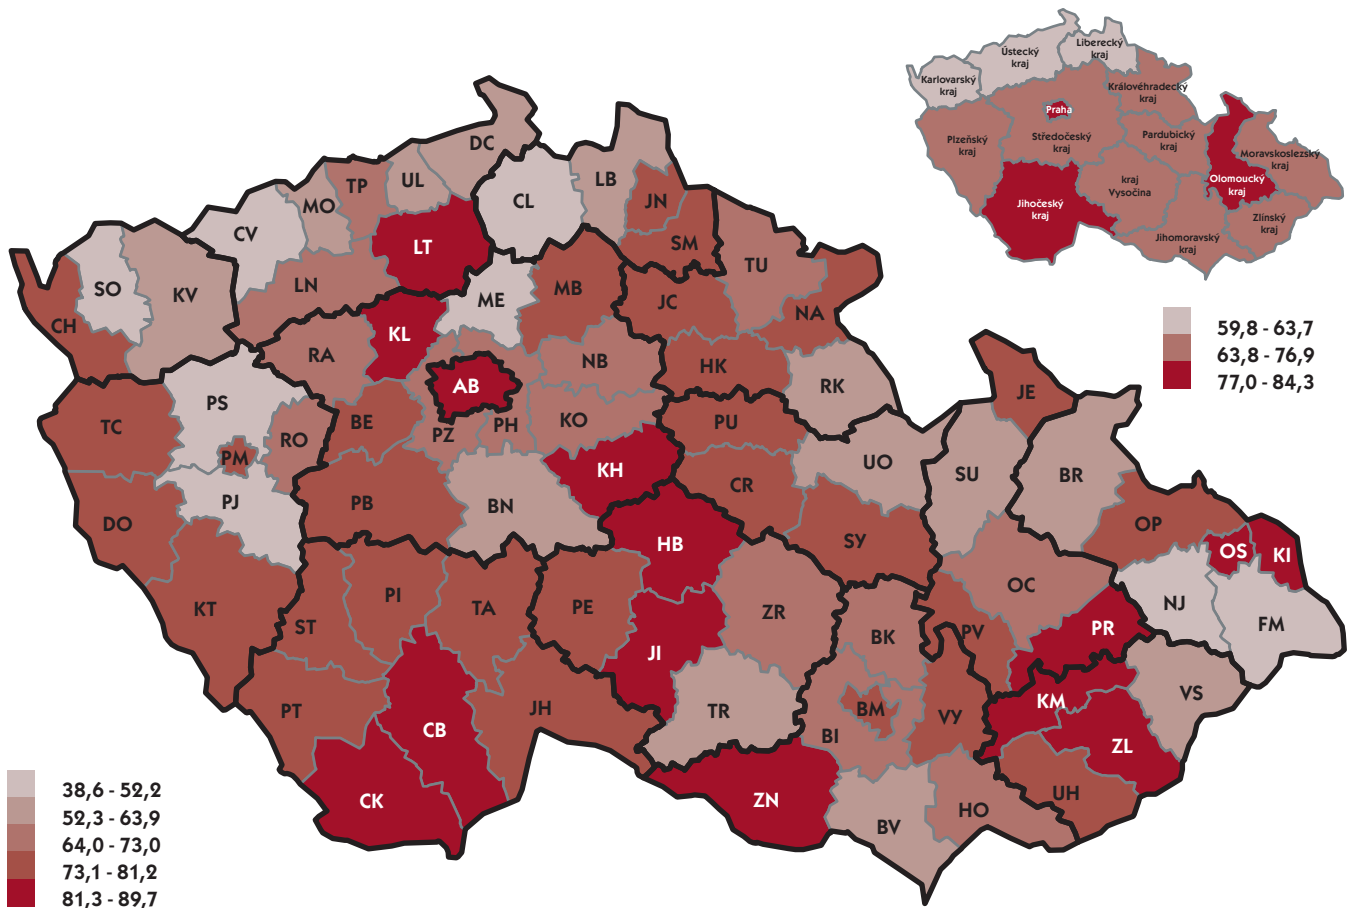 Ústecký
kraj
Liberecký
kraj
Karlovarský
kraj
Královéhradecký
kraj
Praha
Plzeňský
kraj
Středočeský
kraj
Pardubický
kraj
Moravskoslezský
kraj
Olomoucký
kraj
kraj
Vysočina
Jihočeský
kraj
Zlínský
kraj
Jihomoravský
kraj
59,8 - 63,7
63,8 - 76,9
77,0 - 84,3
DC
UL
TP
MO
LB
CL
JN
CV
LT
SM
SO
KV
LN
ME
MB
JC
TU
NA
CH
KL
RA
NB
HK
RK
AB
PS
TC
BE
RO
PM
PZ
PH
KO
PU
JE
KH
UO
SU
BR
PJ
PB
BN
CR
DO
OP
SY
HB
OS
KI
OC
KT
PI
TA
PE
ZR
ST
BK
PV
PR
NJ
FM
JI
PT
JH
TR
BM
VY
KM
VS
CB
BI
ZL
CK
ZN
BV
HO
UH
38,6 - 52,2
52,3 - 63,9
64,0 - 73,0
73,1 - 81,2
81,3 - 89,7